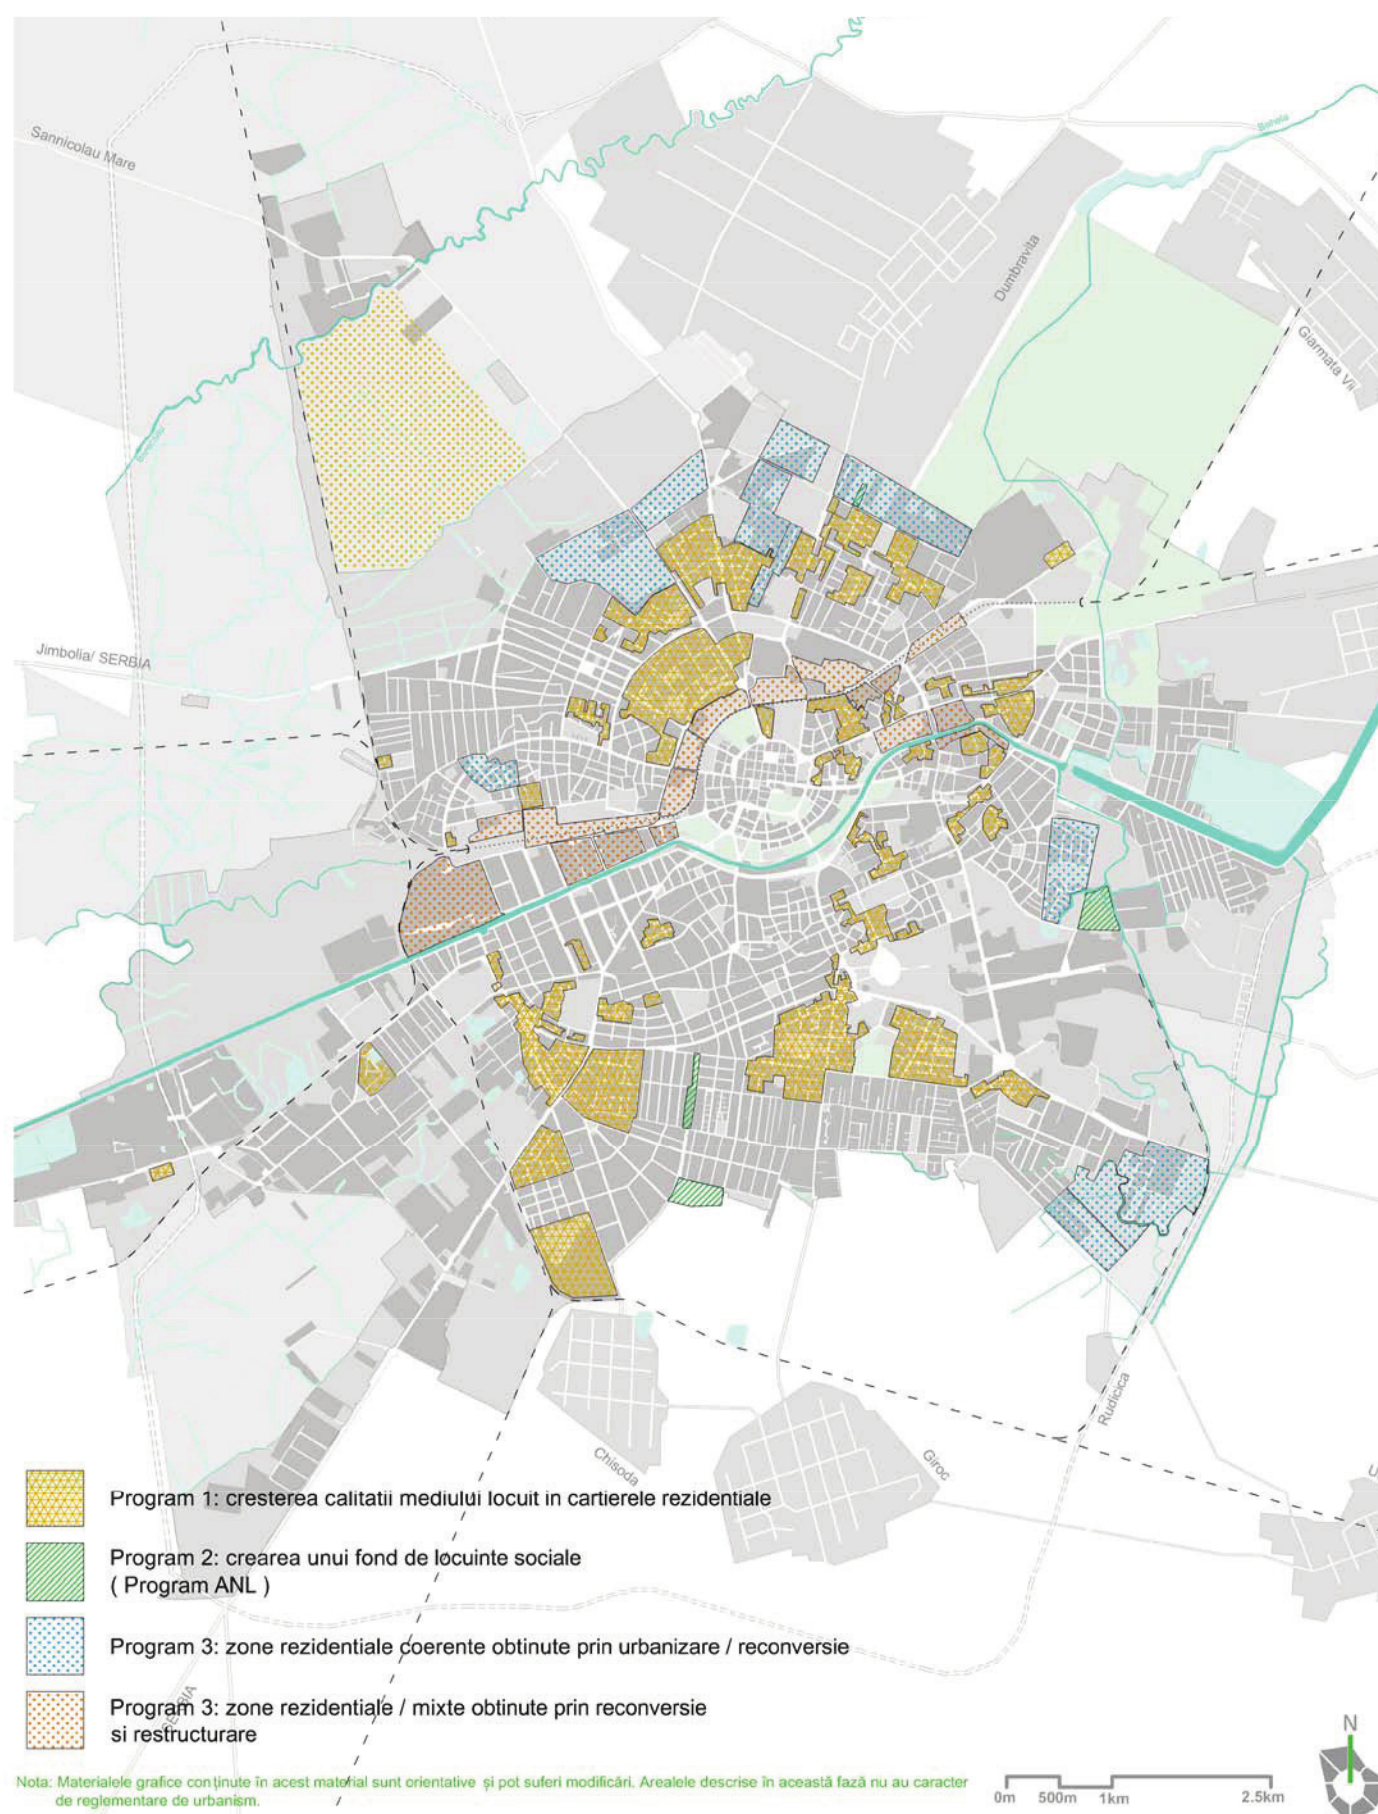 Sannicolau Mare
Behela
Dumbravita
Giarmata Vii
Jimbolia/ SERBIA
Rudicica
Chisoda
Giroc
U
Program 1: cresterea calitatii mediului locuit in cartierele rezidentiale
Program 2: crearea unui fond de locuinte sociale
( Program ANL )
Program 3: zone rezidentiale coerente obtinute prin urbanizare / reconversie
Program 3: zone rezidentiale / mixte obtinute prin reconversie
si restructurare
SERBIA
N
Nota: Materialele grafice conținute în acest material sunt orientative și pot suferi modificări. Arealele descrise în această fază nu au caracter
de reglementare de urbanism.
0m 500m 1km 2.5km